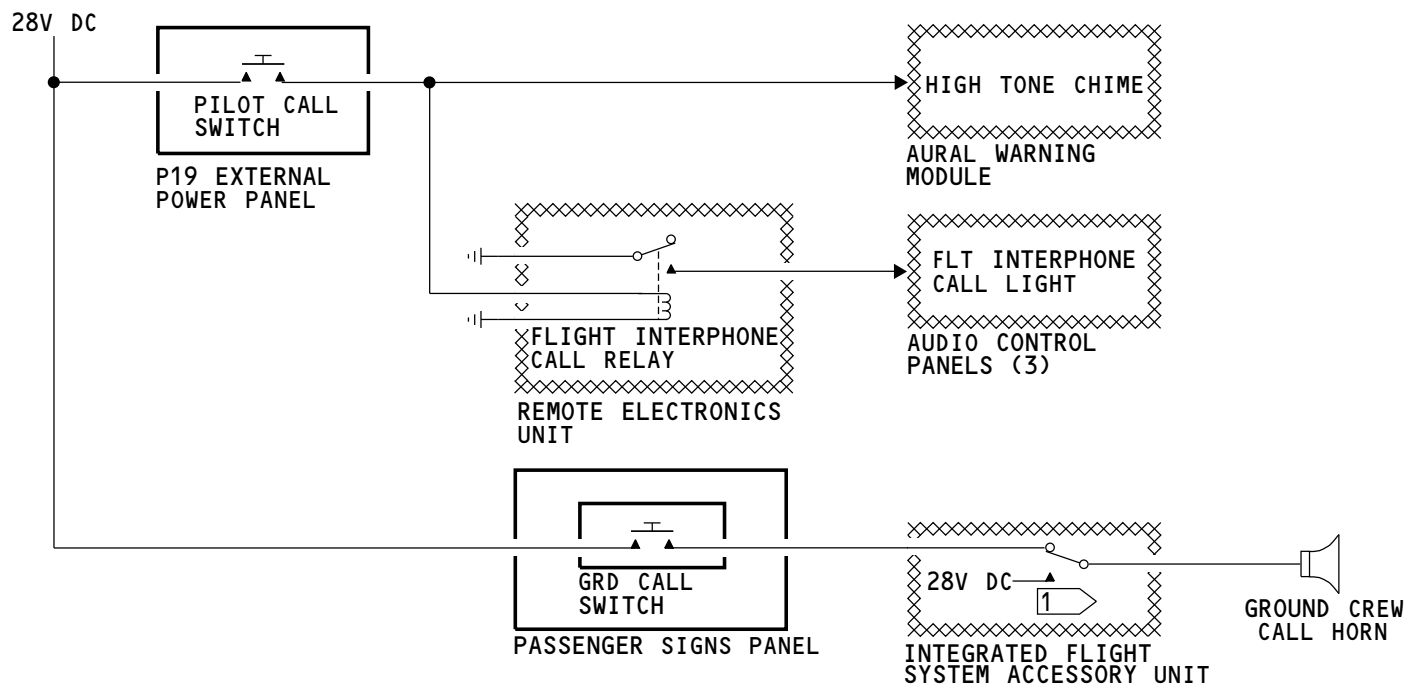 28V DC
PILOT CALL
SWITCH
P19 EXTERNAL
POWER PANEL
HIGH TONE CHIME
AURAL WARNING
MODULE
FLIGHT INTERPHONE
CALL RELAY
REMOTE ELECTRONICS
UNIT
FLT INTERPHONE
CALL LIGHT
AUDIO CONTROL
PANELS (3)
GRD CALL
SWITCH
PASSENGER SIGNS PANEL
28V DC
1
INTEGRATED FLIGHT
SYSTEM ACCESSORY UNIT
GROUND CREW
CALL HORN